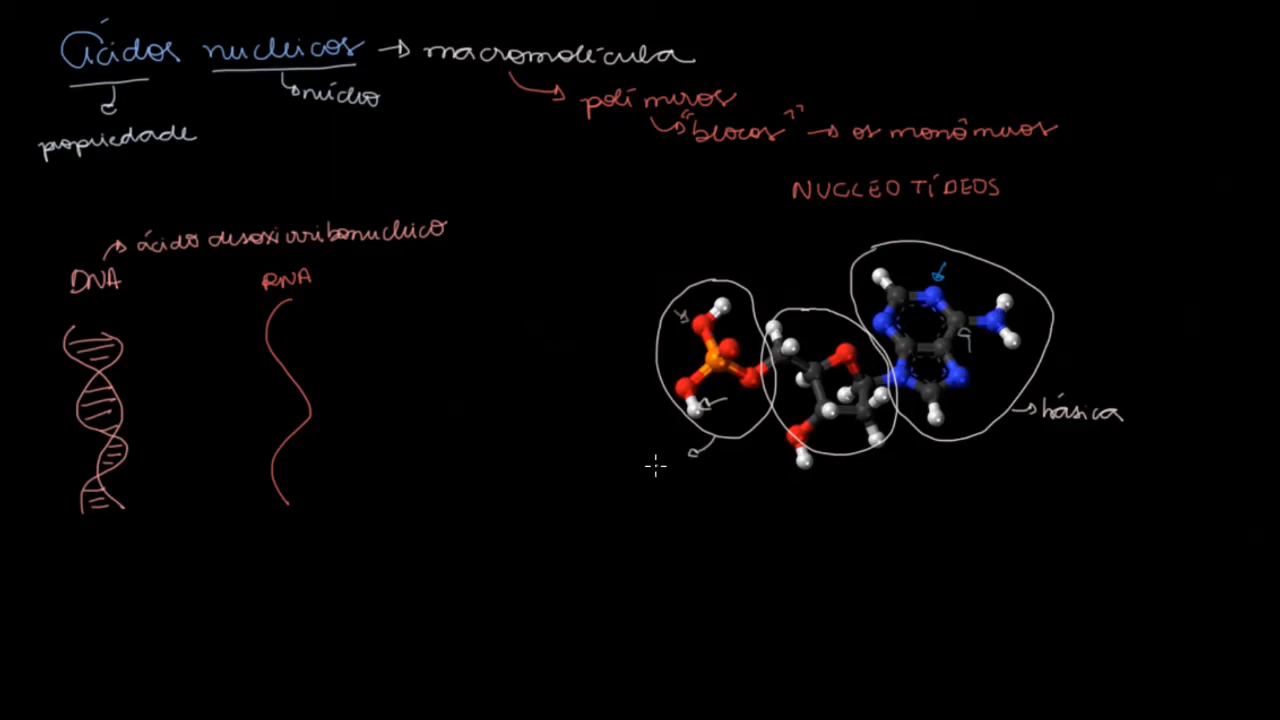 Ácidos nucleicos → macromolécula
núcleo
polímeros
propriedade
"blocos" → os monômeros
NUCLEOTÍDEOS
ácido desoxirribonucleico
DNA
RNA
básica